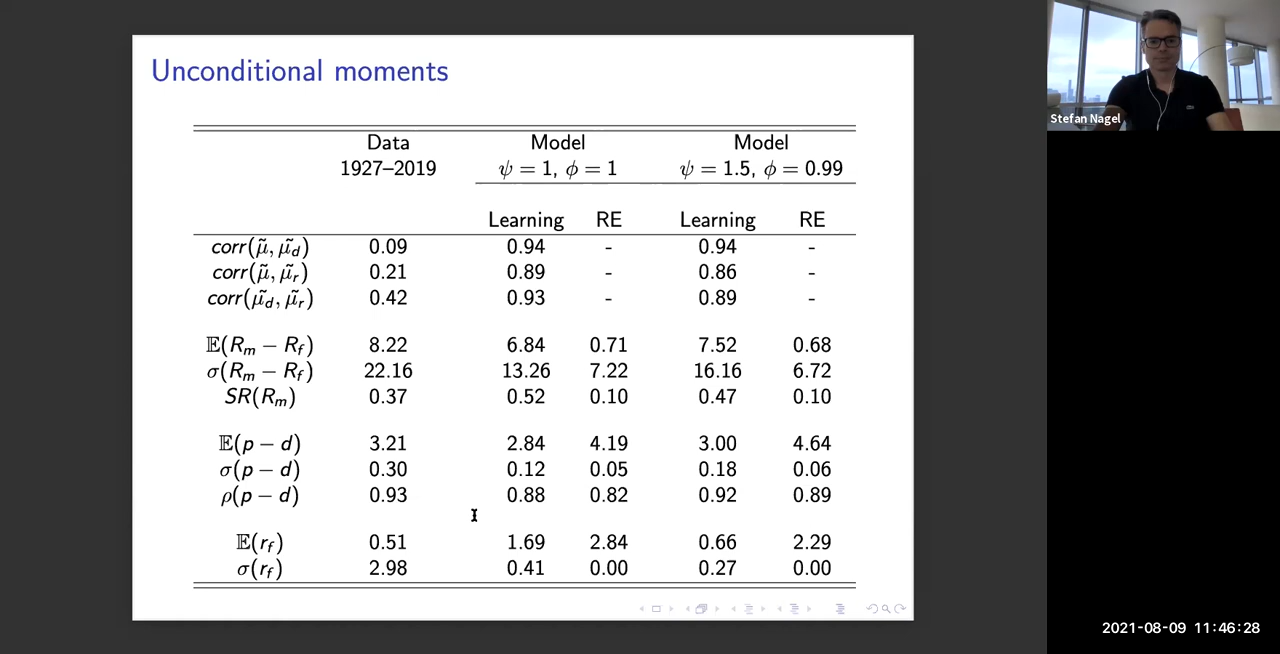 Unconditional moments
Data Model Model
1927–2019 ψ = 1, ϕ = 1 ψ = 1.5, ϕ = 0.99
Learning RE Learning RE
corr(μ̃, μ̃_d) 0.09 0.94 - 0.94 -
corr(μ̃, μ̃_r) 0.21 0.89 - 0.86 -
corr(μ̃_d, μ̃_r) 0.42 0.93 - 0.89 -
𝔼(R_m − R_f) 8.22 6.84 0.71 7.52 0.68
σ(R_m − R_f) 22.16 13.26 7.22 16.16 6.72
SR(R_m) 0.37 0.52 0.10 0.47 0.10
𝔼(p − d) 3.21 2.84 4.19 3.00 4.64
σ(p − d) 0.30 0.12 0.05 0.18 0.06
ρ(p − d) 0.93 0.88 0.82 0.92 0.89
𝔼(r_f) 0.51 1.69 2.84 0.66 2.29
σ(r_f) 2.98 0.41 0.00 0.27 0.00
Stefan Nagel
2021-08-09 11:46:28